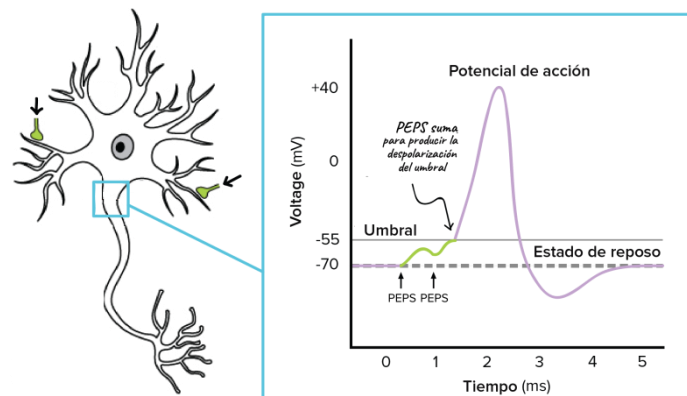 Potencial de acción
+40
PEPS suma
para producir la
despolarización
del umbral
0
Voltage (mV)
Umbral
-55
Estado de reposo
-70
PEPS PEPS
0 1 2 3 4 5
Tiempo (ms)